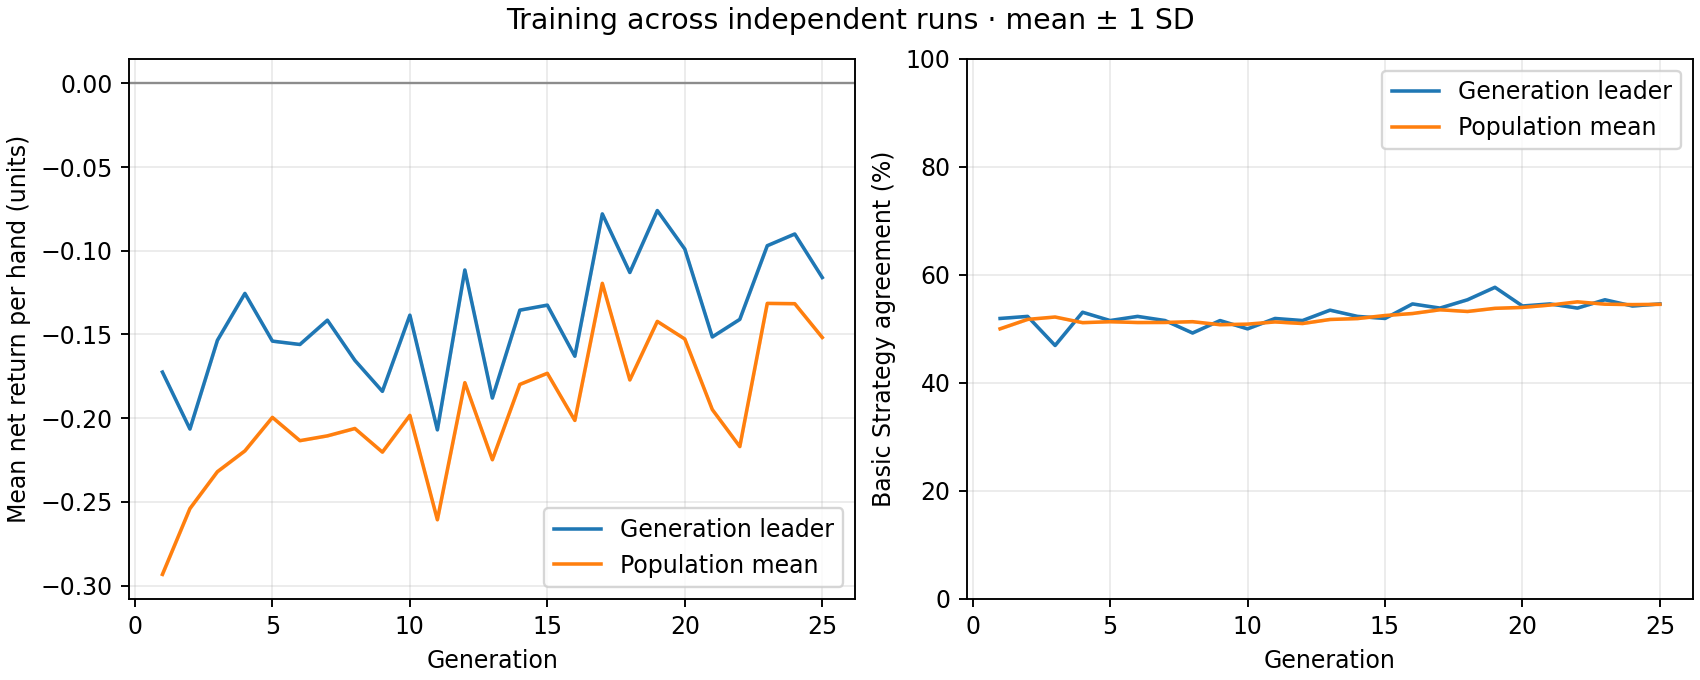 Training across independent runs · mean ± 1 SD
Mean net return per hand (units)
0.00
−0.05
−0.10
−0.15
−0.20
−0.25
−0.30
0
5
10
15
20
25
Generation
Generation leader
Population mean
Basic Strategy agreement (%)
100
80
60
40
20
0
0
5
10
15
20
25
Generation
Generation leader
Population mean